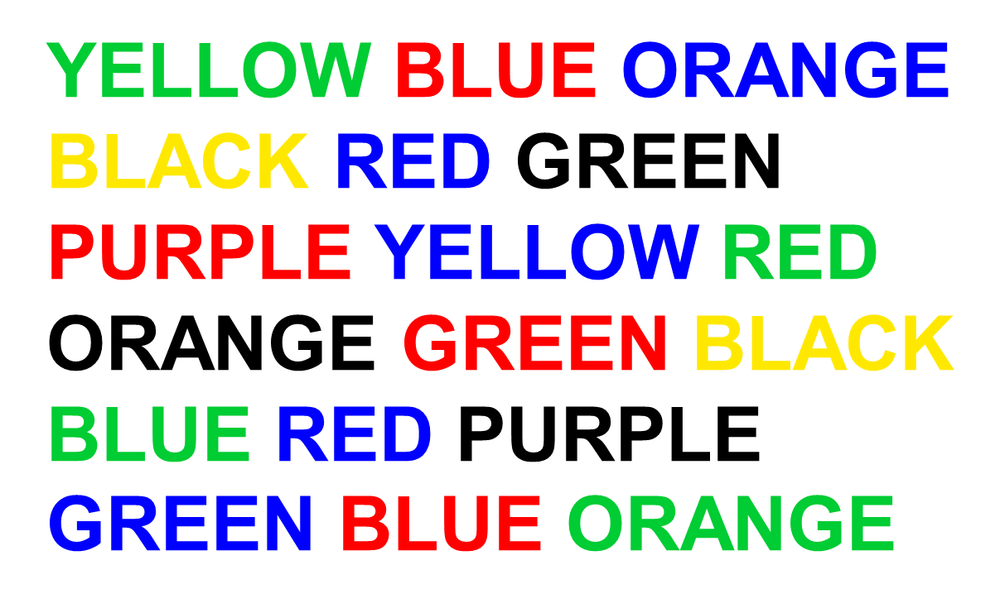 YELLOW BLUE ORANGE
BLACK RED GREEN
PURPLE YELLOW RED
ORANGE GREEN BLACK
BLUE RED PURPLE
GREEN BLUE ORANGE